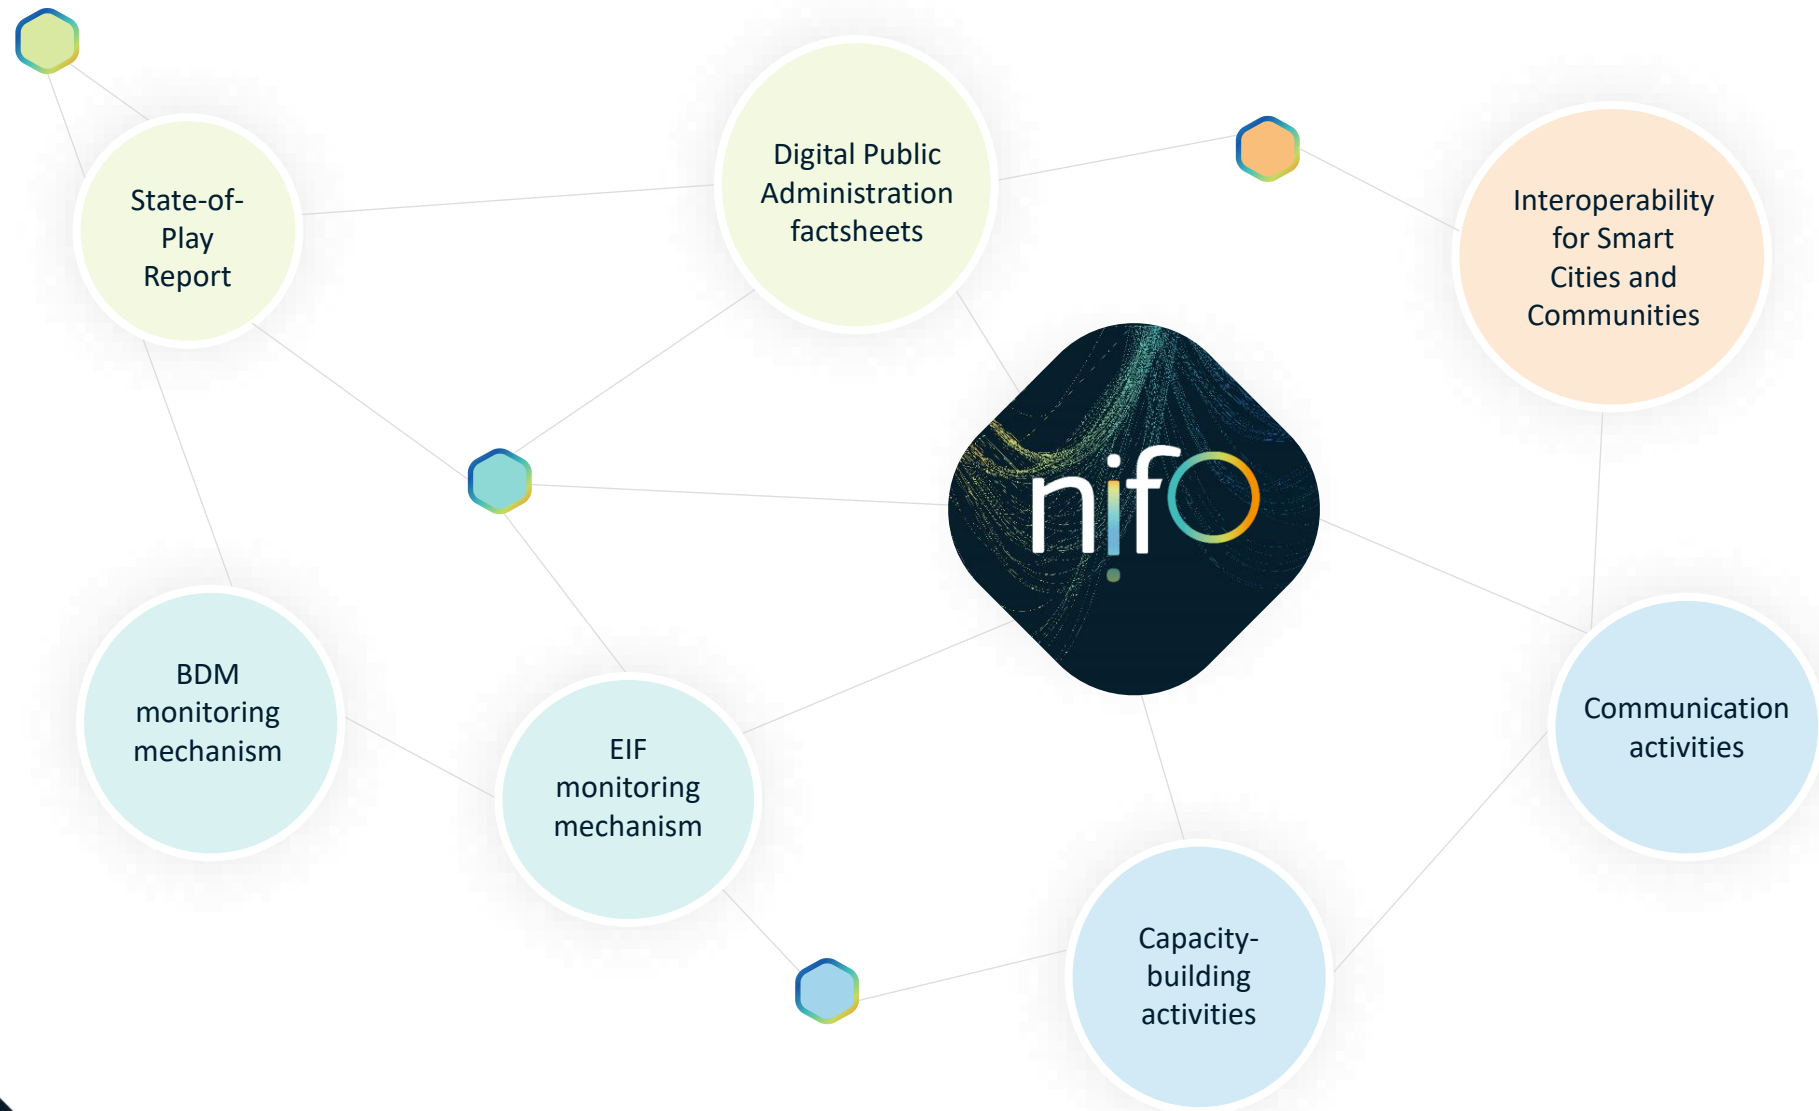 State-of-
Play
Report
Digital Public
Administration
factsheets
Interoperability
for Smart
Cities and
Communities
nifo
BDM
monitoring
mechanism
EIF
monitoring
mechanism
Communication
activities
Capacity-
building
activities